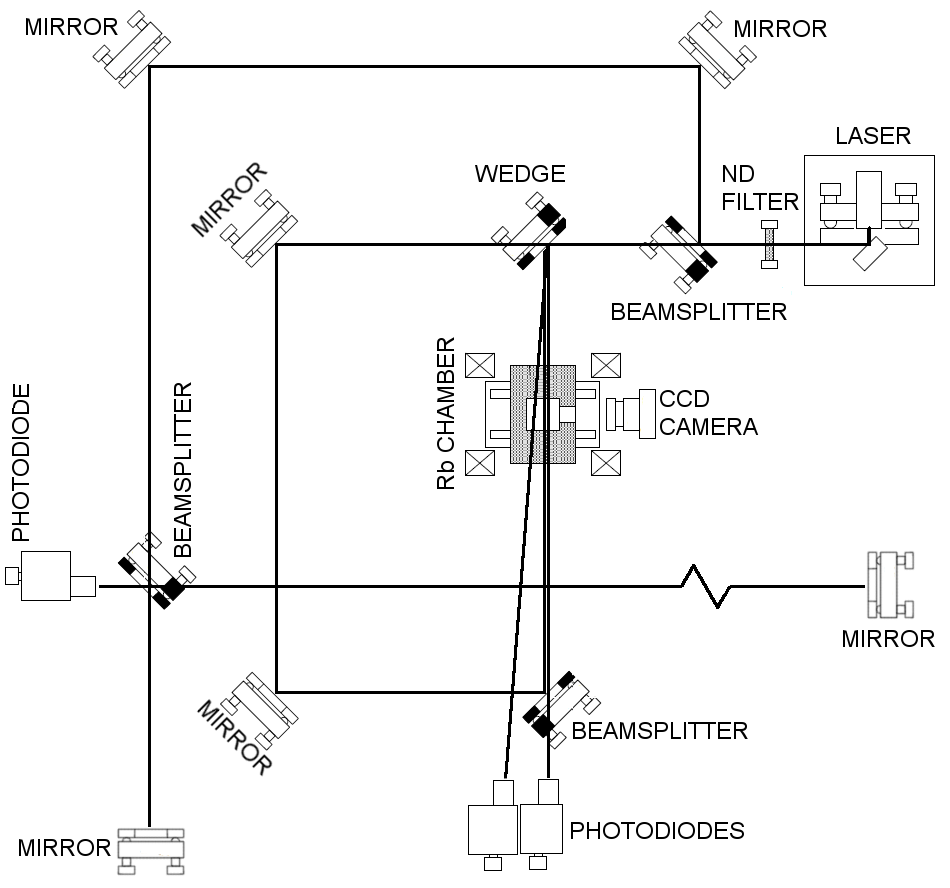 MIRROR
MIRROR
LASER
MIRROR
WEDGE
ND
FILTER
BEAMSPLITTER
Rb CHAMBER
CCD
CAMERA
PHOTODIODE
BEAMSPLITTER
MIRROR
MIRROR
BEAMSPLITTER
MIRROR
PHOTODIODES